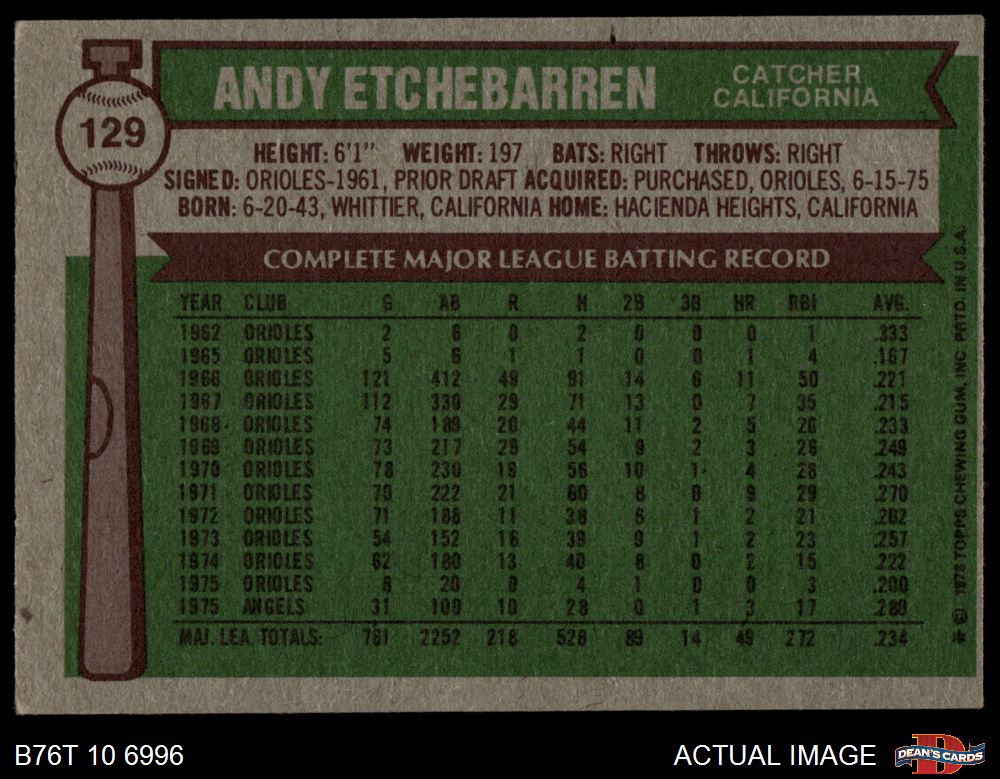 129
ANDY ETCHEBARREN
CATCHER
CALIFORNIA
HEIGHT: 6'1" WEIGHT: 197 BATS: RIGHT THROWS: RIGHT
SIGNED: ORIOLES-1961, PRIOR DRAFT ACQUIRED: PURCHASED, ORIOLES, 6-15-75
BORN: 6-20-43, WHITTIER, CALIFORNIA HOME: HACIENDA HEIGHTS, CALIFORNIA
COMPLETE MAJOR LEAGUE BATTING RECORD
YEAR CLUB G AB R H 2B 3B HR RBI AVG.
1962 ORIOLES 2 6 0 2 0 0 0 1 .333
1965 ORIOLES 5 6 1 1 0 0 1 4 .167
1966 ORIOLES 121 412 49 91 14 6 11 50 .221
1967 ORIOLES 112 330 29 71 13 0 7 35 .215
1968 ORIOLES 74 189 20 44 11 2 5 20 .233
1969 ORIOLES 73 217 29 54 9 2 3 26 .249
1970 ORIOLES 78 230 19 56 10 1 4 28 .243
1971 ORIOLES 70 222 21 60 8 0 9 29 .270
1972 ORIOLES 71 188 11 38 6 1 2 21 .202
1973 ORIOLES 54 152 16 39 9 1 2 23 .257
1974 ORIOLES 62 180 13 40 8 0 2 15 .222
1975 ORIOLES 8 20 0 4 1 0 0 3 .200
1975 ANGELS 31 100 10 28 0 1 3 17 .280
MAJ. LEA. TOTALS: 761 2252 218 528 89 14 49 272 .234
* © 1976 TOPPS CHEWING GUM, INC. PRTD. IN U.S.A.
B76T 10 6996
ACTUAL IMAGE
DEAN'S CARDS